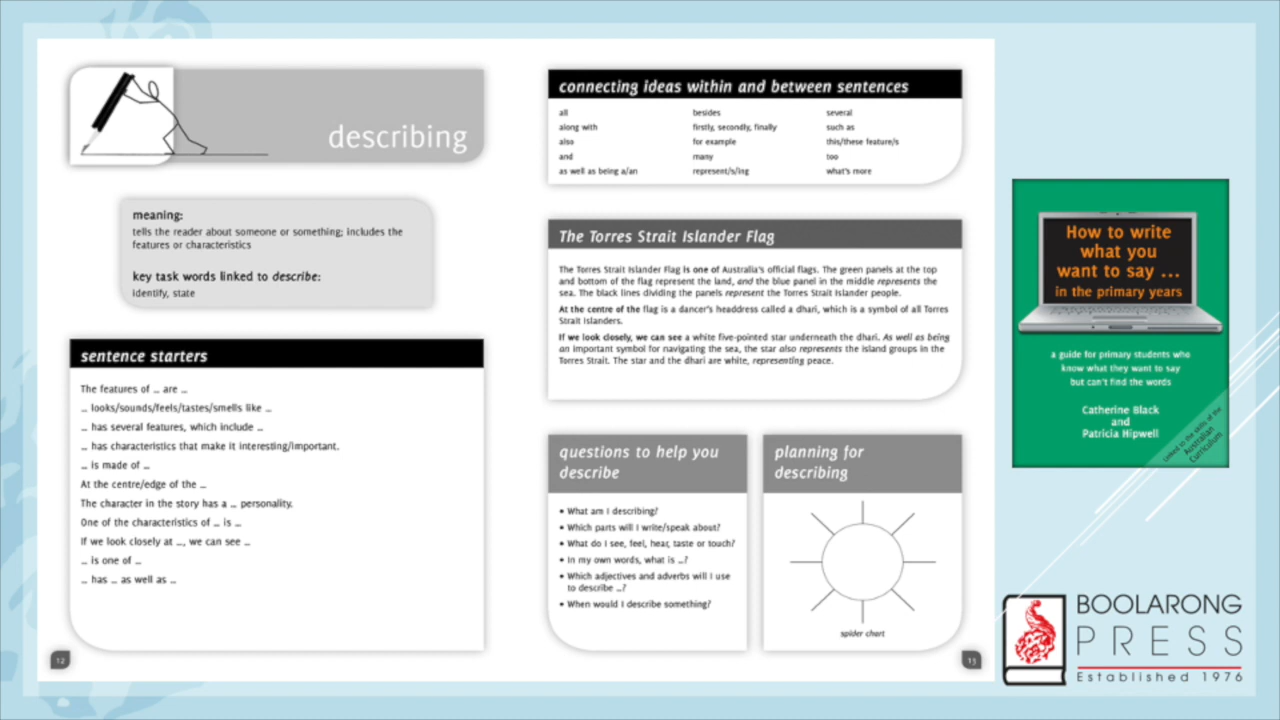 describing
meaning:
tells the reader about someone or something; includes the
features or characteristics
key task words linked to describe:
identify, state
sentence starters
The features of ... are ...
... looks/sounds/feels/tastes/smells like ...
... has several features, which include ...
... has characteristics that make it interesting/important.
... is made of ...
At the centre/edge of the ...
The character in the story has a ... personality.
One of the characteristics of ... is ...
If we look closely at ..., we can see ...
... is one of ...
... has ... as well as ...
12
connecting ideas within and between sentences
all
along with
also
and
as well as being a/an
besides
firstly, secondly, finally
for example
many
represent/s/ing
several
such as
this/these feature/s
too
what's more
The Torres Strait Islander Flag
The Torres Strait Islander Flag is one of Australia's official flags. The green panels at the top
and bottom of the flag represent the land, and the blue panel in the middle represents the
sea. The black lines dividing the panels represent the Torres Strait Islander people.
At the centre of the flag is a dancer's headdress called a dhari, which is a symbol of all Torres
Strait Islanders.
If we look closely, we can see a white five-pointed star underneath the dhari. As well as being
an important symbol for navigating the sea, the star also represents the island groups in the
Torres Strait. The star and the dhari are white, representing peace.
questions to help you
describe
• What am I describing?
• Which parts will I write/speak about?
• What do I see, feel, hear, taste or touch?
• In my own words, what is ...?
• Which adjectives and adverbs will I use
to describe ...?
• When would I describe something?
planning for
describing
spider chart
13
How to write
what you
want to say ...
in the primary years
a guide for primary students who
know what they want to say
but can't find the words
Catherine Black
and
Patricia Hipwell
Linked to the skills of the
Australian
Curriculum
BOOLARONG
PRESS
Established 1976